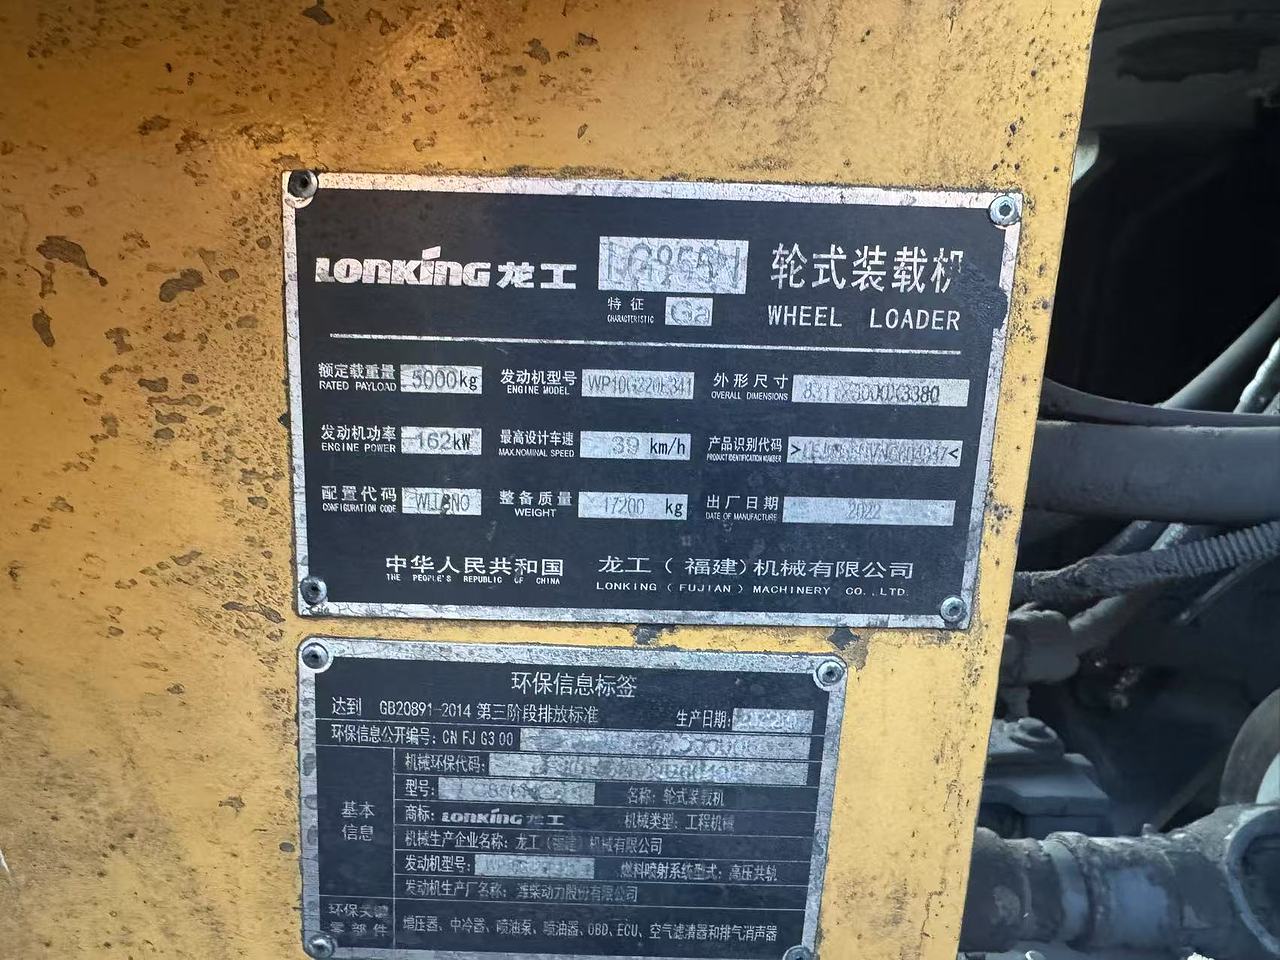 LONKING 龙工 LG855N 轮式装载机
特征 Ga WHEEL LOADER
CHARACTERISTIC
额定载重量 5000kg 发动机型号 WP10G220E341 外形尺寸 3380
RATED PAYLOAD ENGINE MODEL OVERALL DIMENSIONS
发动机功率 162kW 最高设计车速 39 km/h 产品识别代码
ENGINE POWER MAX.NOMINAL SPEED PRODUCT IDENTIFICATION NUMBER
配置代码 整备质量 17200 kg 出厂日期 2022
CONFIGURATION CODE WEIGHT DATE OF MANUFACTURE
中华人民共和国 龙工（福建）机械有限公司
THE PEOPLE'S REPUBLIC OF CHINA LONKING (FUJIAN) MACHINERY CO.,LTD.
环保信息标签
达到 GB20891-2014 第三阶段排放标准 生产日期:
环保信息公开编号: CN FJ G3 00
机械环保代码:
型号: 名称: 轮式装载机
基本信息
商标: LONKING 龙工 机械类型: 工程机械
机械生产企业名称: 龙工（福建）机械有限公司
发动机型号: 燃料喷射系统型式: 高压共轨
发动机生产厂名称: 潍柴动力股份有限公司
环保关键零部件
增压器、中冷器、喷油泵、喷油器、OBD、ECU、空气滤清器和排气消声器